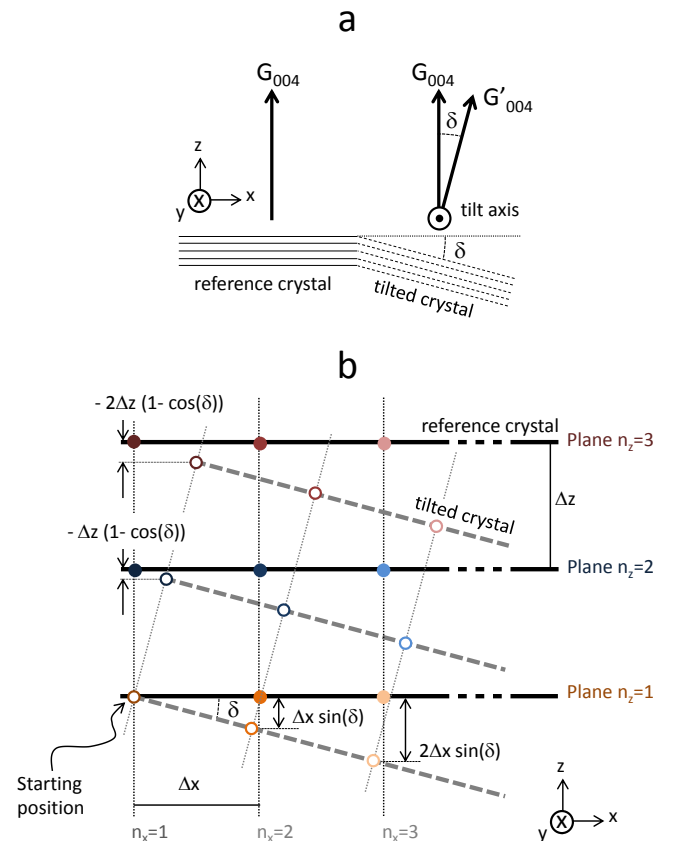 a
G004
G004
G'004
δ
z
x
y
X
tilt axis
δ
reference crystal
tilted crystal
b
- 2Δz (1- cos(δ))
reference crystal
Plane nz=3
tilted crystal
Δz
- Δz (1- cos(δ))
Plane nz=2
Plane nz=1
δ
Δx sin(δ)
2Δx sin(δ)
Starting
position
Δx
z
x
y
X
nx=1
nx=2
nx=3